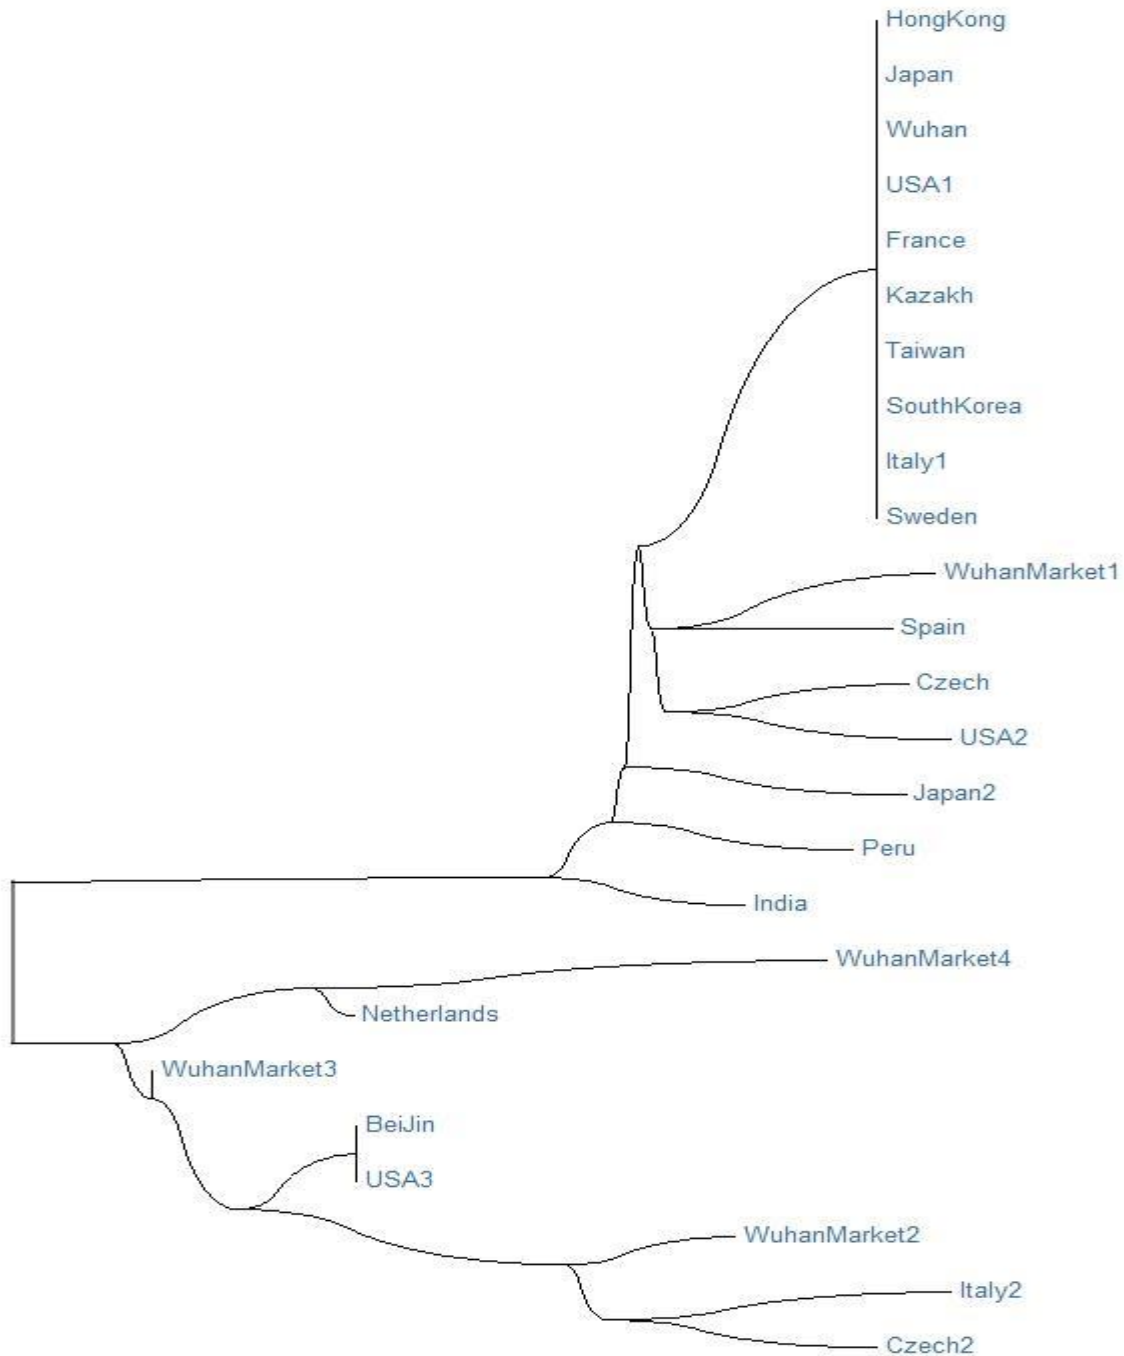 HongKong
Japan
Wuhan
USA1
France
Kazakh
Taiwan
SouthKorea
Italy1
Sweden
WuhanMarket1
Spain
Czech
USA2
Japan2
Peru
India
WuhanMarket4
Netherlands
WuhanMarket3
BeiJin
USA3
WuhanMarket2
Italy2
Czech2